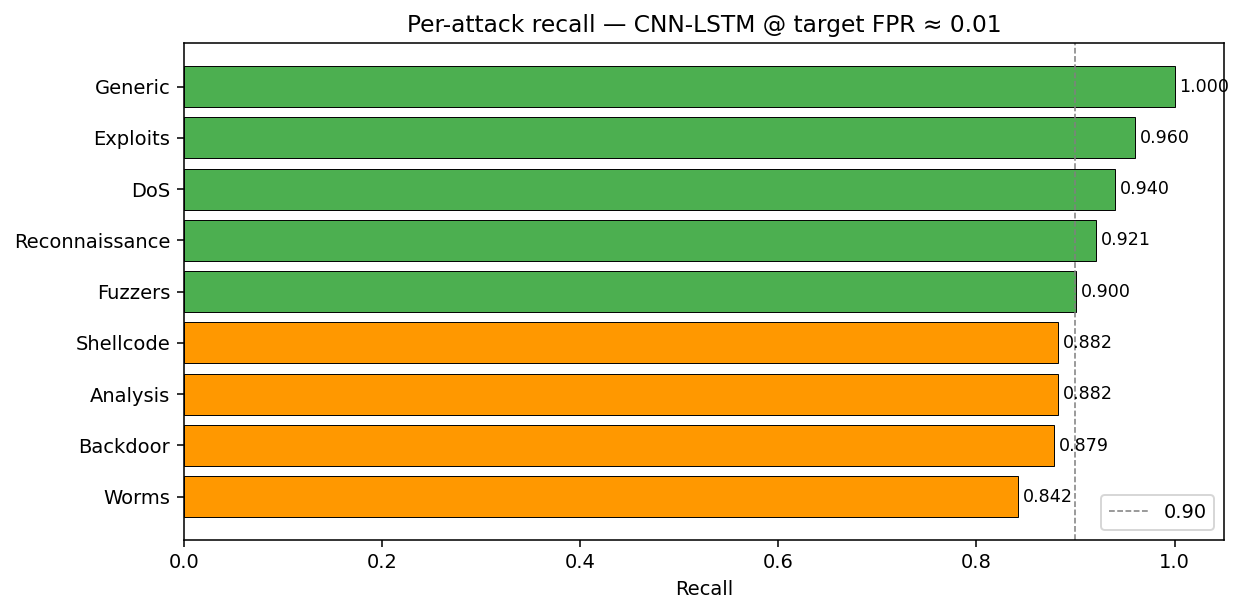 Per-attack recall — CNN-LSTM @ target FPR ≈ 0.01
Generic
1.000
Exploits
0.960
DoS
0.940
Reconnaissance
0.921
Fuzzers
0.900
Shellcode
0.882
Analysis
0.882
Backdoor
0.879
Worms
0.842
0.90
0.0 0.2 0.4 0.6 0.8 1.0
Recall